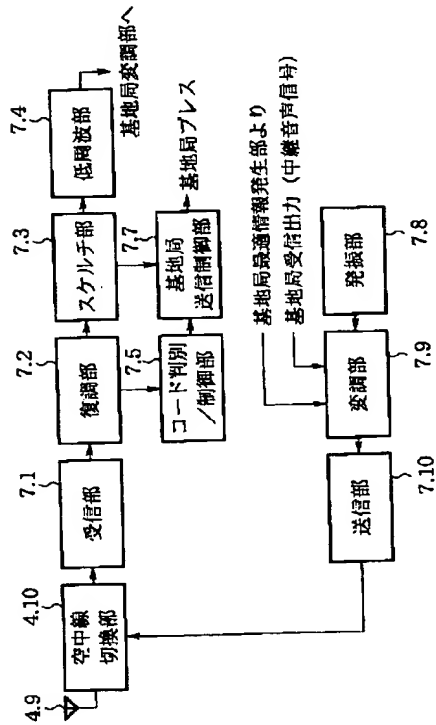 4.9
4.10
空中線
切換部
7.1
受信部
7.2
復調部
7.3
スケルチ部
7.4
低周波部
基地局変調部へ
7.5
コード判別
／制御部
7.7
基地局
送信制御部
基地局プレス
基地局最適情報発生部より
基地局受信出力（中継音声信号）
7.8
発振部
7.9
変調部
7.10
送信部